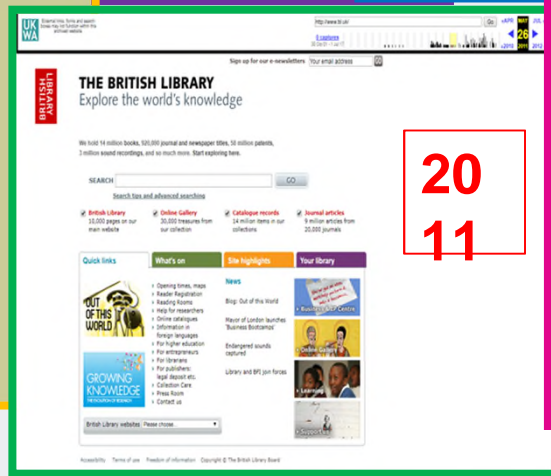 UK
WA
External links, forms and search
boxes may not function within this
archived website.
http://www.bl.uk/
Go
APR
MAY
JUL
26
2010
2011
Sign up for our e-newsletters
Your email address
GO
BRITISH
LIBRARY
THE BRITISH LIBRARY
Explore the world's knowledge
We hold 14 million books, 920,000 journal and newspaper titles, 58 million patents,
3 million sound recordings, and so much more. Start exploring here.
SEARCH
GO
Search tips and advanced searching
British Library
10,000 pages on our
main website
Online Gallery
30,000 treasures from
our collection
Catalogue records
14 million items in our
collections
Journal articles
9 million articles from
20,000 journals
20
11
Quick links
What's on
Site highlights
Your library
OUT
OF THIS
WORLD
GROWING
KNOWLEDGE
THE EVOLUTION OF RESEARCH
Opening times, maps
Reader Registration
Reading Rooms
Help for researchers
Online catalogues
Information in
foreign languages
For higher education
For entrepreneurs
For librarians
For publishers:
legal deposit etc.
Collection Care
Press Room
Contact us
News
Blog: Out of this World
Mayor of London launches
'Business Bootcamps'
Endangered sounds
captured
Library and BFI join forces
Business & IP Centre
Online Gallery
Learning
Support us
British Library websites
Please choose...
Accessibility
Terms of use
Freedom of information
Copyright © The British Library Board